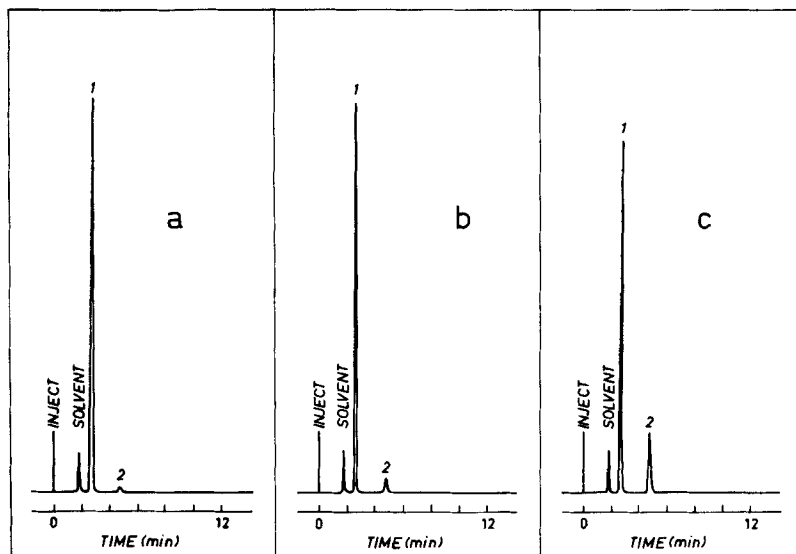 1
a
INJECT
SOLVENT
2
0 12
TIME (min)
1
b
INJECT
SOLVENT
2
0 12
TIME (min)
1
c
INJECT
SOLVENT
2
0 12
TIME (min)